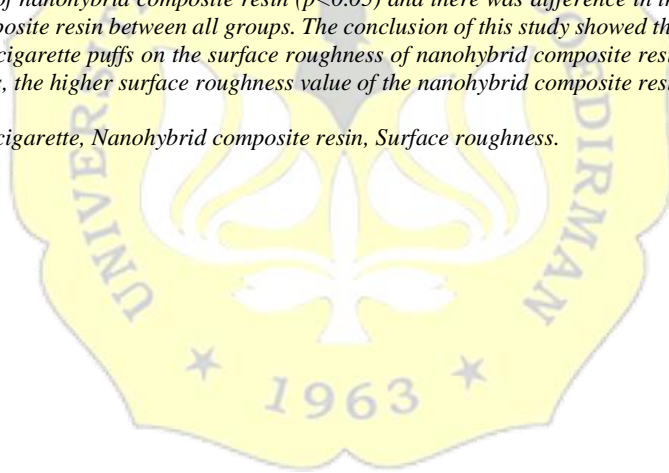 of nanohybrid composite resin (p<0.05) and there was difference in th
posite resin between all groups. The conclusion of this study showed th
cigarette puffs on the surface roughness of nanohybrid composite resi
, the higher surface roughness value of the nanohybrid composite resi
cigarette, Nanohybrid composite resin, Surface roughness.
UNIVERSI
OEDIRMAN
1963